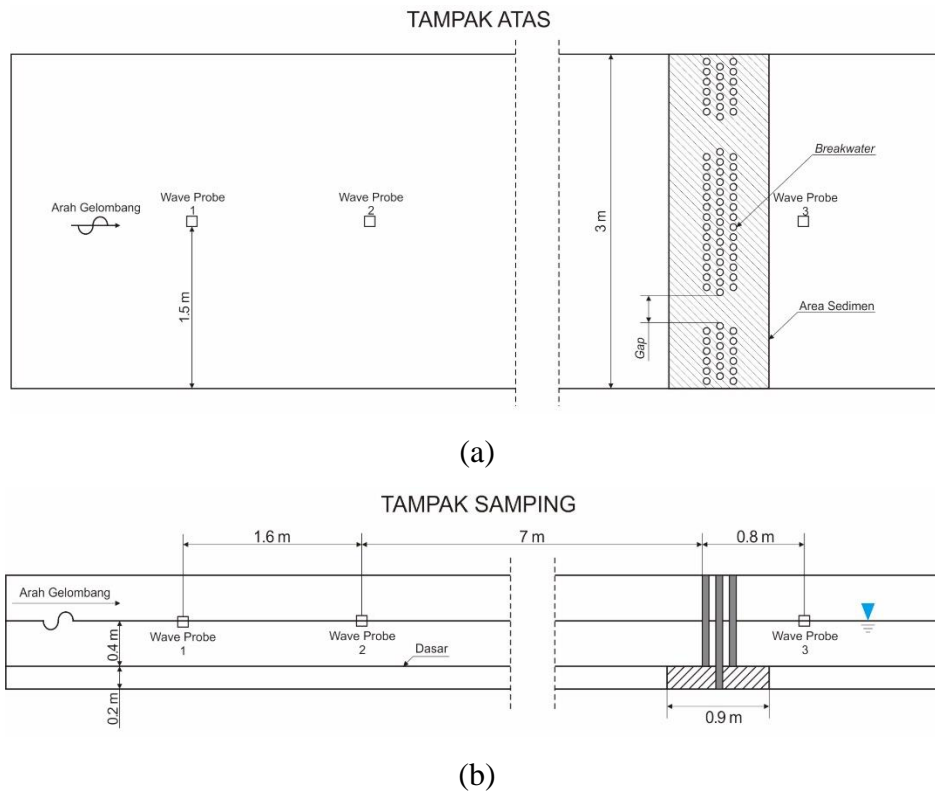 TAMPAK ATAS
Breakwater
Wave Probe
1
Wave Probe
2
Wave Probe
3
Arah Gelombang
3 m
1.5 m
Gap
Area Sedimen
(a)
TAMPAK SAMPING
1.6 m
7 m
0.8 m
Arah Gelombang
Wave Probe
1
Wave Probe
2
Wave Probe
3
0.4 m
Dasar
0.2 m
0.9 m
(b)